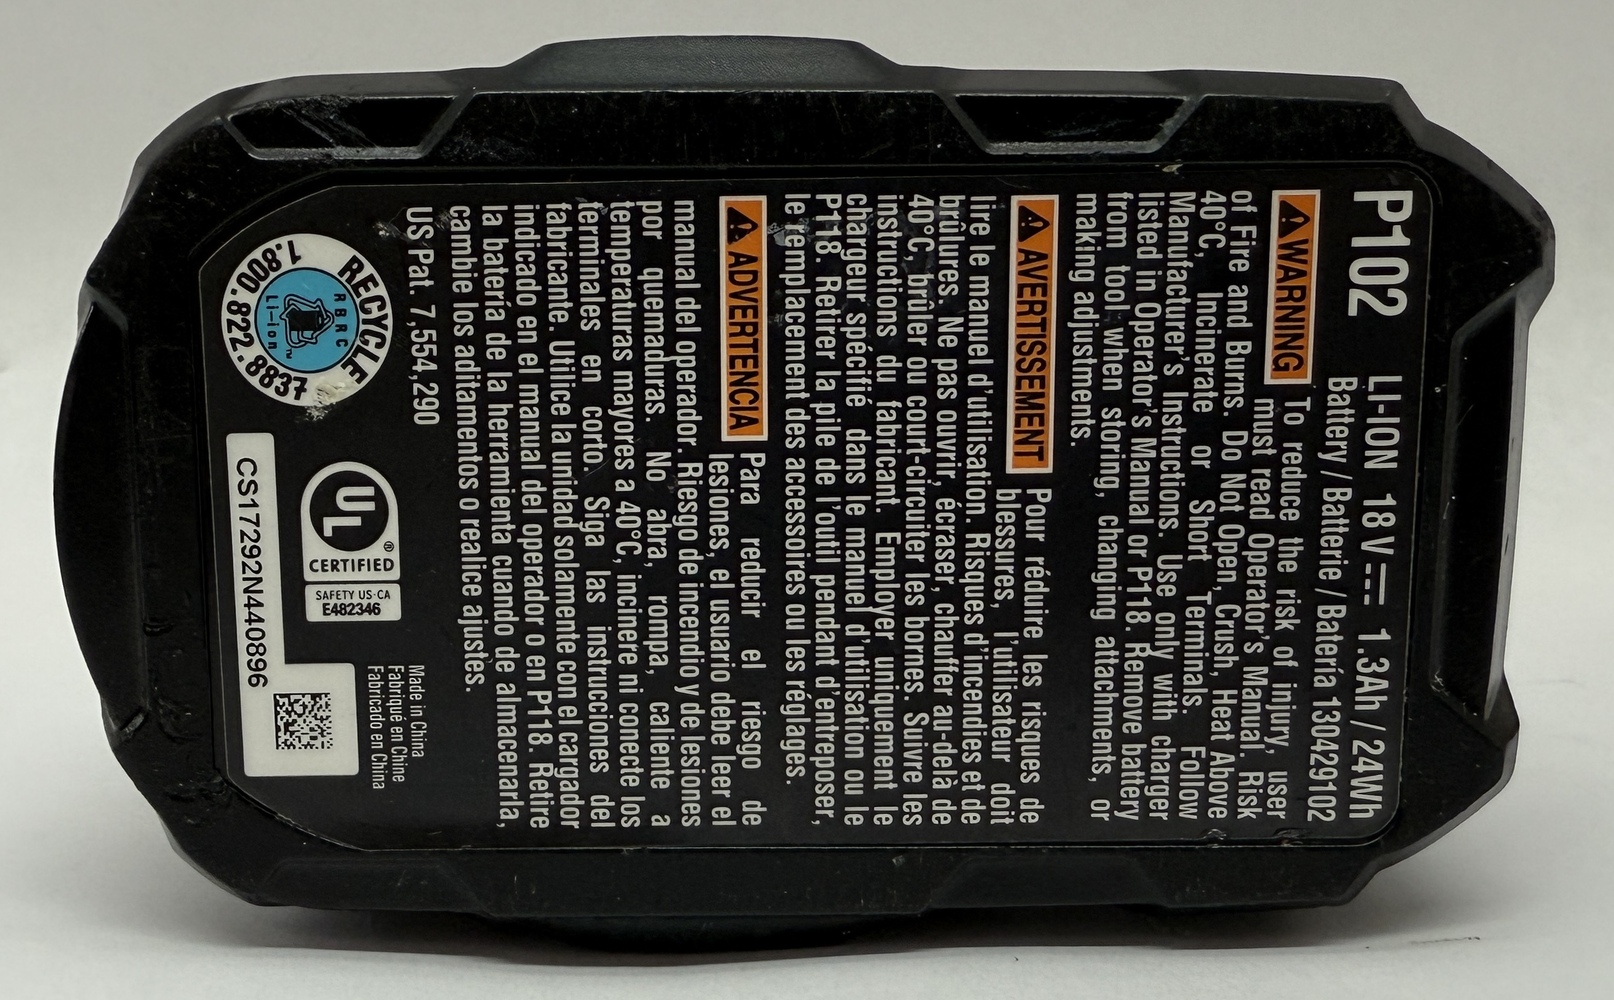 P102 LI-ION 18 V⎓ 1.3Ah / 24Wh
Battery / Batterie / Batería 130429102
WARNING To reduce the risk of injury, user
must read Operator's Manual. Risk
of Fire and Burns. Do Not Open, Crush, Heat Above
40°C, Incinerate or Short Terminals. Follow
Manufacturer's Instructions. Use only with charger
listed in Operator's Manual or P118. Remove battery
from tool when storing, changing attachments, or
making adjustments.
AVERTISSEMENT Pour réduire les risques de
blessures, l'utilisateur doit
lire le manuel d'utilisation. Risques d'incendies et de
brûlures. Ne pas ouvrir, écraser, chauffer au-delà de
40°C, brûler ou court-circuiter les bornes. Suivre les
instructions du fabricant. Employer uniquement le
chargeur spécifié dans le manuel d'utilisation ou le
P118. Retirer la pile de l'outil pendant d'entreposer,
le remplacement des accessoires ou les réglages.
ADVERTENCIA Para reducir el riesgo de
lesiones, el usuario debe leer el
manual del operador. Riesgo de incendio y de lesiones
por quemaduras. No abra, rompa, caliente a
temperaturas mayores a 40°C, incinere ni conecte los
terminales en corto. Siga las instrucciones del
fabricante. Utilice la unidad solamente con el cargador
indicado en el manual del operador o en P118. Retire
la batería de la herramienta cuando de almacenarla,
cambie los aditamentos o realice ajustes.
US Pat. 7,554,290
RECYCLE
RBRC
Li-ion™
1.800.822.8837
UL®
CERTIFIED
SAFETY US·CA
E482346
Made in China
Fabriqué en Chine
Fabricado en China
CS17292N440896